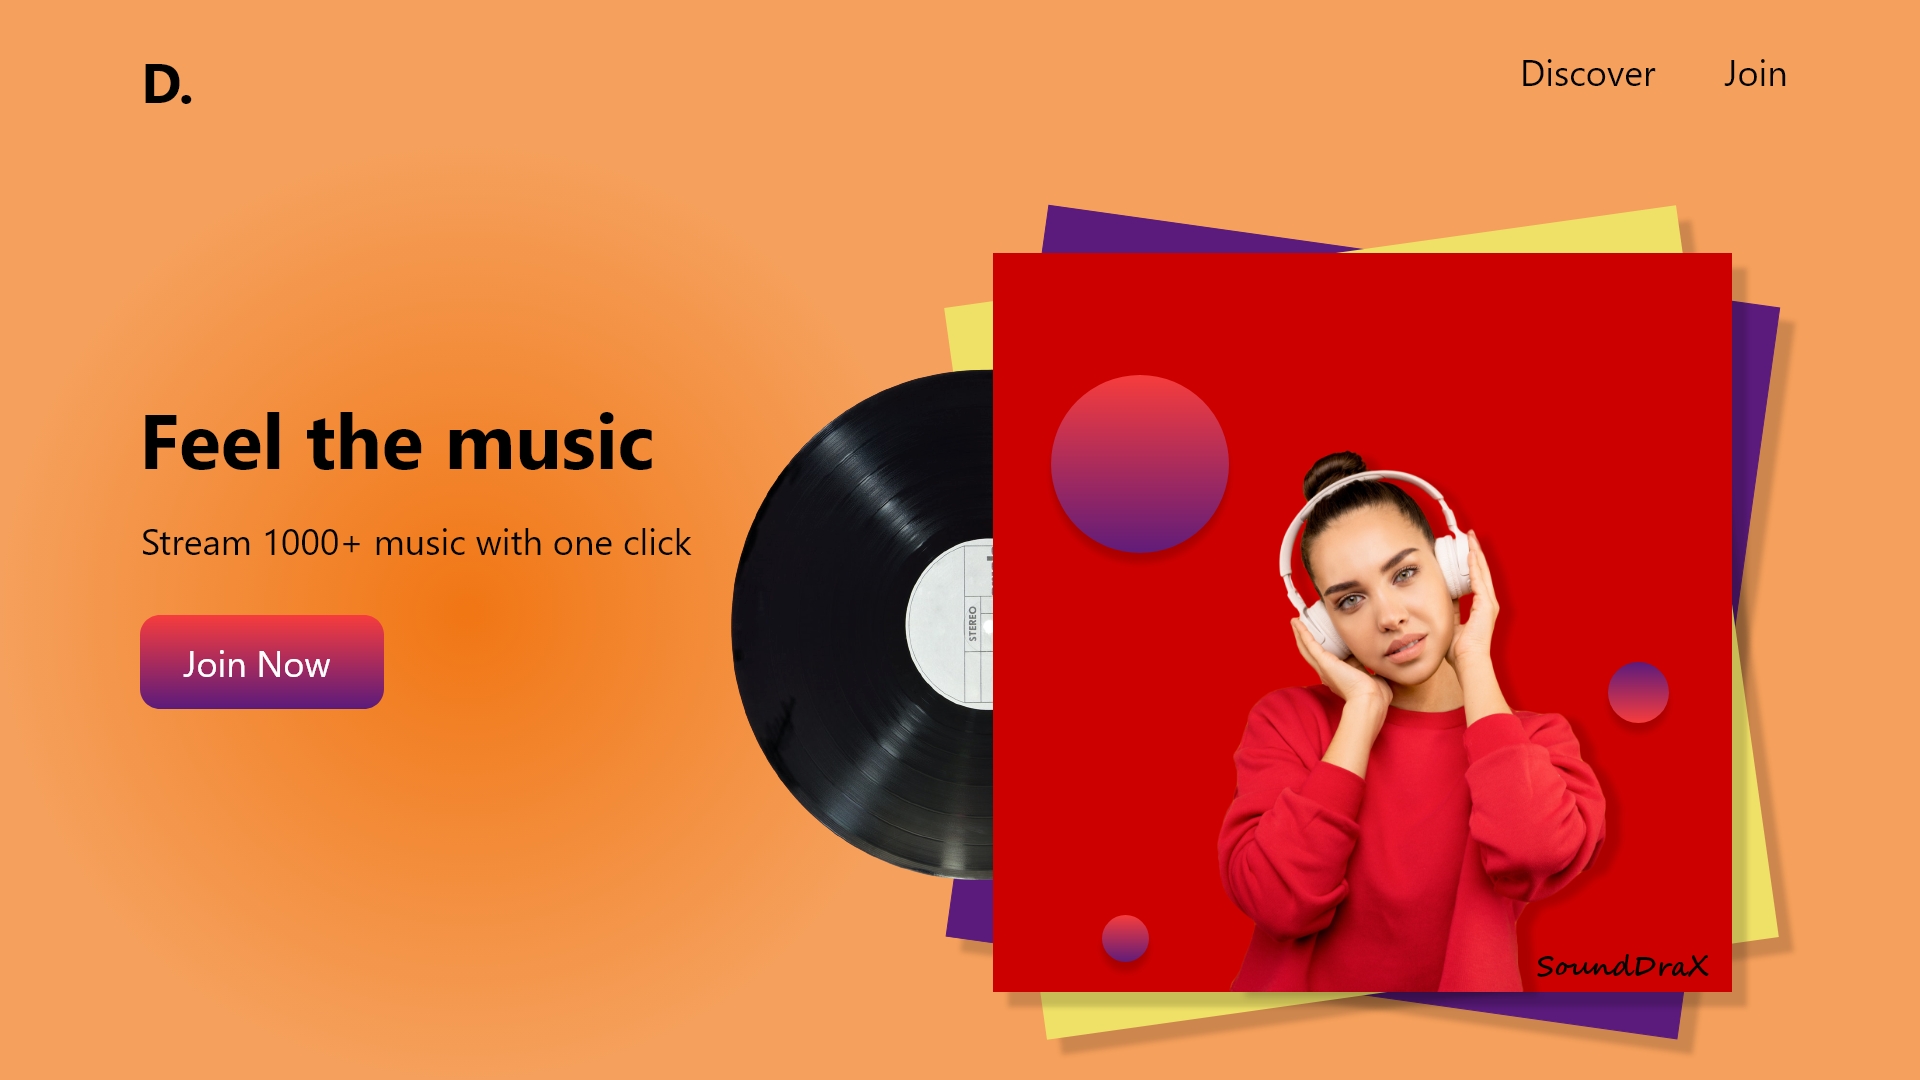 D.
Discover
Join
Feel the music
Stream 1000+ music with one click
Join Now
STEREO
SoundDraX